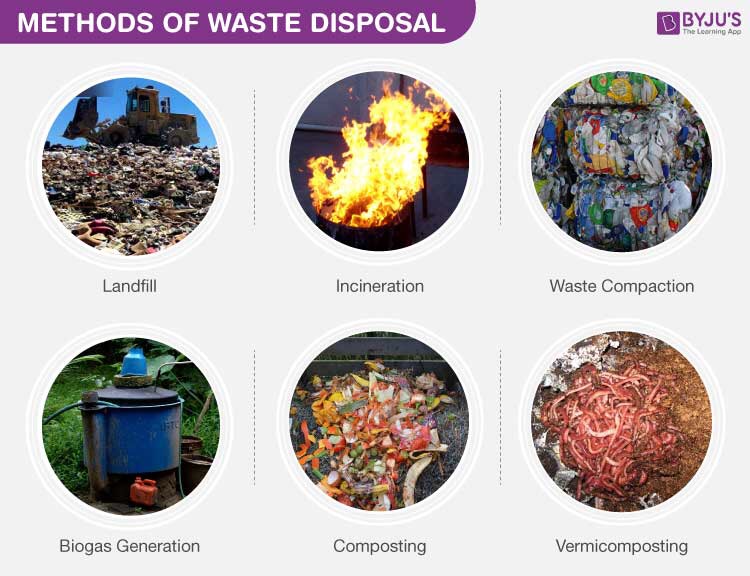 METHODS OF WASTE DISPOSAL
BYJU'S
The Learning App
Landfill
Incineration
Waste Compaction
Biogas Generation
Composting
Vermicomposting